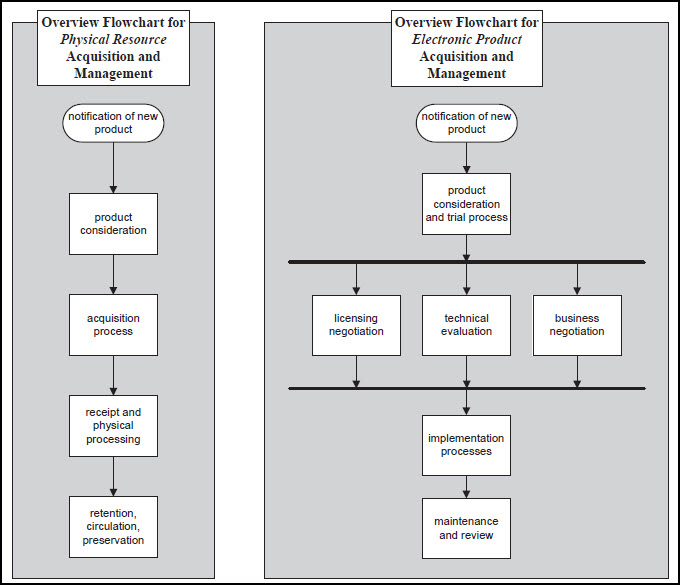 Overview Flowchart for
Physical Resource
Acquisition and
Management
notification of new
product
product
consideration
acquisition
process
receipt and
physical
processing
retention,
circulation,
preservation
Overview Flowchart for
Electronic Product
Acquisition and
Management
notification of new
product
product
consideration
and trial process
licensing
negotiation
technical
evaluation
business
negotiation
implementation
processes
maintenance
and review